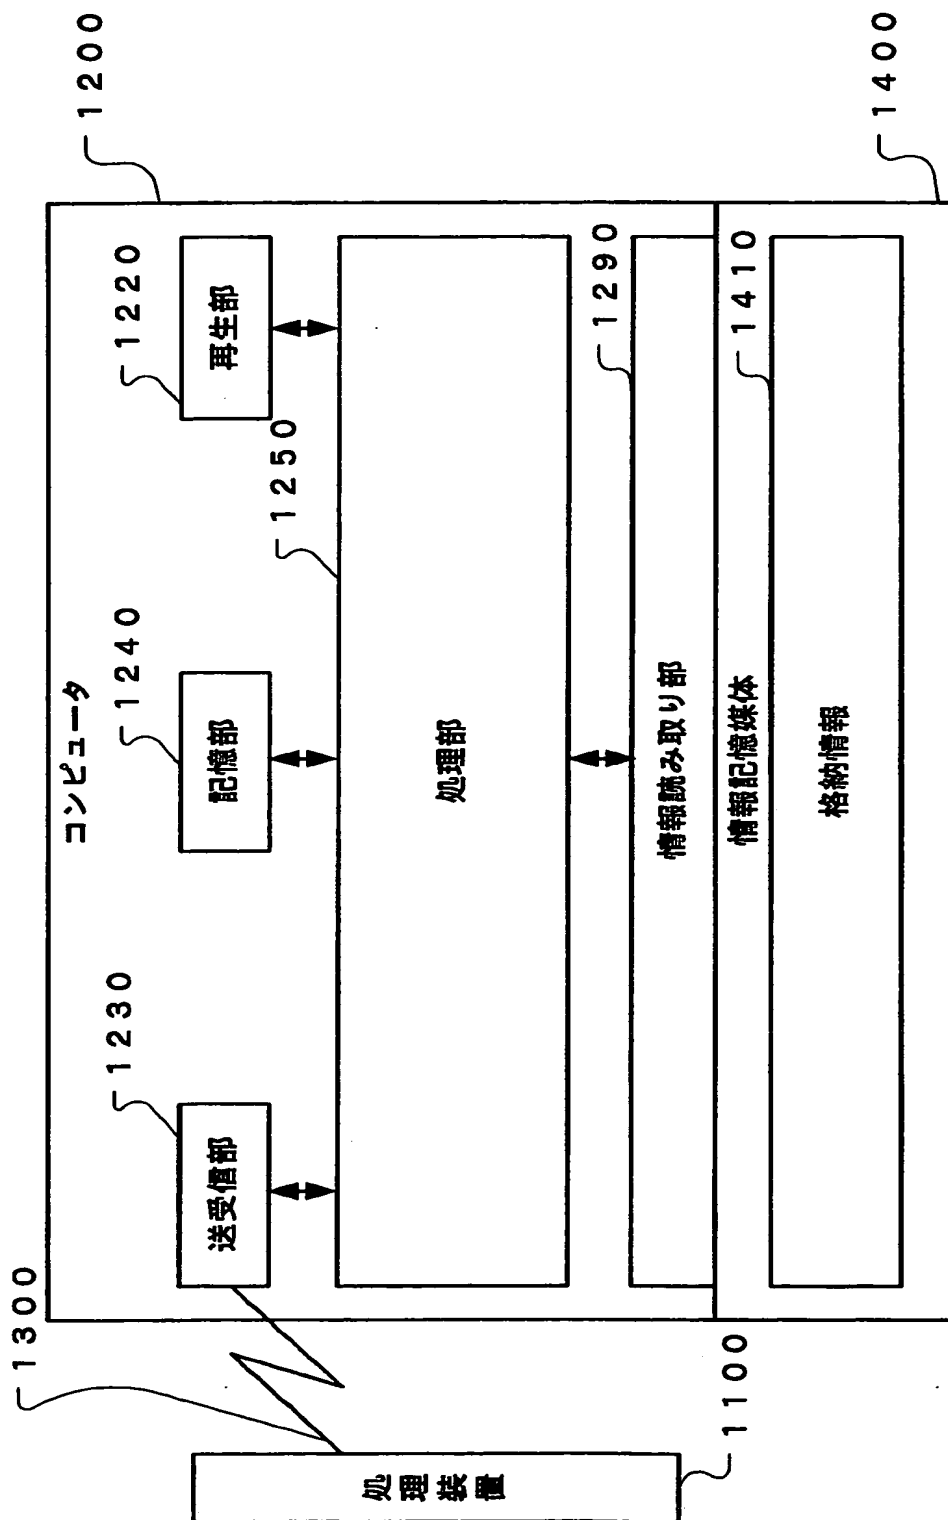 コンピュータ
1200
送受信部
1230
記憶部
1240
再生部
1220
1300
処理部
1250
情報読み取り部
1290
情報記憶媒体
1410
格納情報
1400
処理装置
1100